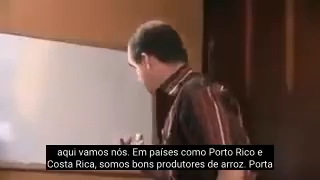 aqui vamos nós. Em países como Porto Rico e
Costa Rica, somos bons produtores de arroz. Porta